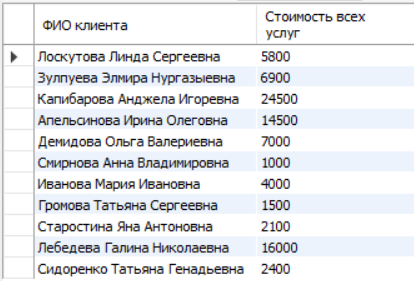 ФИО клиента Стоимость всех
услуг
Лоскутова Линда Сергеевна 5800
Зулпуева Элмира Нургазыевна 6900
Капибарова Анджела Игоревна 24500
Апельсинова Ирина Олеговна 14500
Демидова Ольга Валериевна 7000
Смирнова Анна Владимировна 1000
Иванова Мария Ивановна 4000
Громова Татьяна Сергеевна 1500
Старостина Яна Антоновна 2100
Лебедева Галина Николаевна 16000
Сидоренко Татьяна Генадьевна 2400